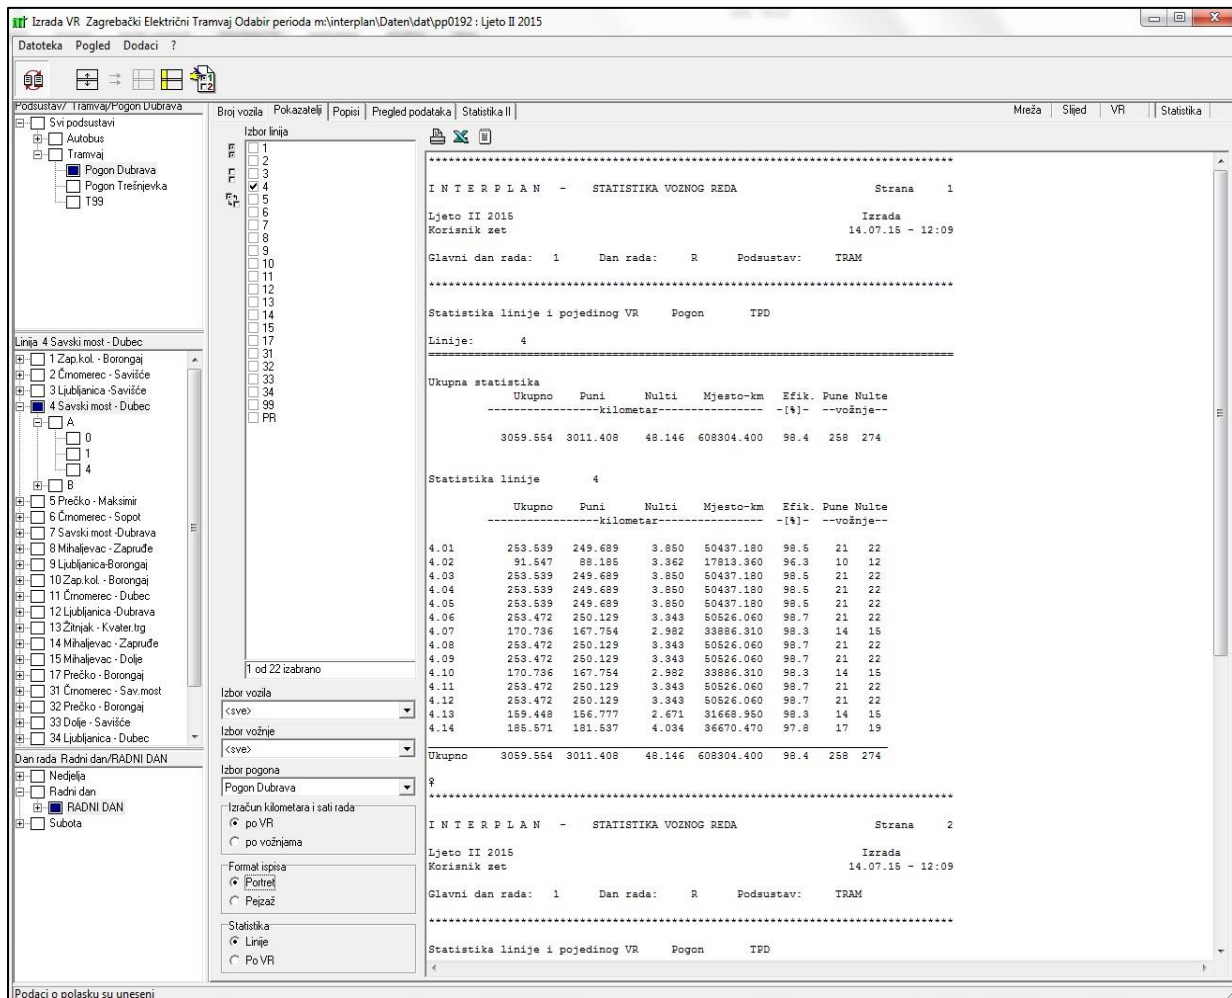 Izrada VR Zagrebački Električni Tramvaj Odabir perioda m:\interplan\Daten\dat\pp0192 : Ljeto II 2015
Datoteka Pogled Dodaci ?
Podsustav/ Tramvaj/Pogon Dubrava
Svi podsustavi
Autobus
Tramvaj
Pogon Dubrava
Pogon Trešnjevka
T99
Linija 4 Savski most - Dubec
1 Zap.kol. - Borongaj
2 Črnomerec - Savišće
3 Ljubljanica -Savišće
4 Savski most - Dubec
A
0
1
4
B
5 Prečko - Maksimir
6 Črnomerec - Sopot
7 Savski most -Dubrava
8 Mihaljevac - Zapruđe
9 Ljubljanica-Borongaj
10 Zap.kol. - Borongaj
11 Črnomerec - Dubec
12 Ljubljanica -Dubrava
13 Žitnjak - Kvater.trg
14 Mihaljevac - Zapruđe
15 Mihaljevac - Dolje
17 Prečko - Borongaj
31 Črnomerec - Sav.most
32 Prečko - Borongaj
33 Dolje - Savišće
34 Ljubljanica - Dubec
Dan rada Radni dan/RADNI DAN
Nedjelja
Radni dan
RADNI DAN
Subota
Broj vozila Pokazatelji Popisi Pregled podataka Statistika II
Mreža Slijed VR Statistika
Izbor linija
1
2
3
4
5
6
7
8
9
10
11
12
13
14
15
17
31
32
33
34
99
PR
1 od 22 izabrano
Izbor vozila
<sve>
Izbor vožnje
<sve>
Izbor pogona
Pogon Dubrava
Izračun kilometara i sati rada
po VR
po vožnjama
Format ispisa
Portret
Pejzaž
Statistika
Linije
Po VR
********************************************************************************
I N T E R P L A N - STATISTIKA VOZNOG REDA Strana 1
Ljeto II 2015 Izrada
Korisnik zet 14.07.15 - 12:09
Glavni dan rada: 1 Dan rada: R Podsustav: TRAM
********************************************************************************
Statistika linije i pojedinog VR Pogon TPD
Linije: 4
================================================================================
Ukupna statistika
Ukupno Puni Nulti Mjesto-km Efik. Pune Nulte
-----------------kilometar---------------- -[%]- --vožnje--
3059.554 3011.408 48.146 608304.400 98.4 258 274
Statistika linije 4
Ukupno Puni Nulti Mjesto-km Efik. Pune Nulte
-----------------kilometar---------------- -[%]- --vožnje--
4.01 253.539 249.689 3.850 50437.180 98.5 21 22
4.02 91.547 88.185 3.362 17813.360 96.3 10 12
4.03 253.539 249.689 3.850 50437.180 98.5 21 22
4.04 253.539 249.689 3.850 50437.180 98.5 21 22
4.05 253.539 249.689 3.850 50437.180 98.5 21 22
4.06 253.472 250.129 3.343 50526.060 98.7 21 22
4.07 170.736 167.754 2.982 33886.310 98.3 14 15
4.08 253.472 250.129 3.343 50526.060 98.7 21 22
4.09 253.472 250.129 3.343 50526.060 98.7 21 22
4.10 170.736 167.754 2.982 33886.310 98.3 14 15
4.11 253.472 250.129 3.343 50526.060 98.7 21 22
4.12 253.472 250.129 3.343 50526.060 98.7 21 22
4.13 159.448 156.777 2.671 31668.950 98.3 14 15
4.14 185.571 181.537 4.034 36670.470 97.8 17 19
Ukupno 3059.554 3011.408 48.146 608304.400 98.4 258 274
♀
********************************************************************************
I N T E R P L A N - STATISTIKA VOZNOG REDA Strana 2
Ljeto II 2015 Izrada
Korisnik zet 14.07.15 - 12:09
Glavni dan rada: 1 Dan rada: R Podsustav: TRAM
********************************************************************************
Statistika linije i pojedinog VR Pogon TPD
Podaci o polasku su uneseni